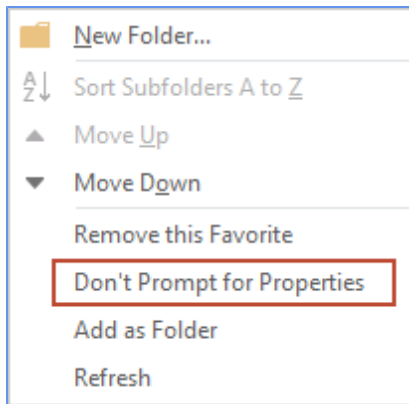 New Folder...
A
Z
Sort Subfolders A to Z
Move Up
Move Down
Remove this Favorite
Don't Prompt for Properties
Add as Folder
Refresh